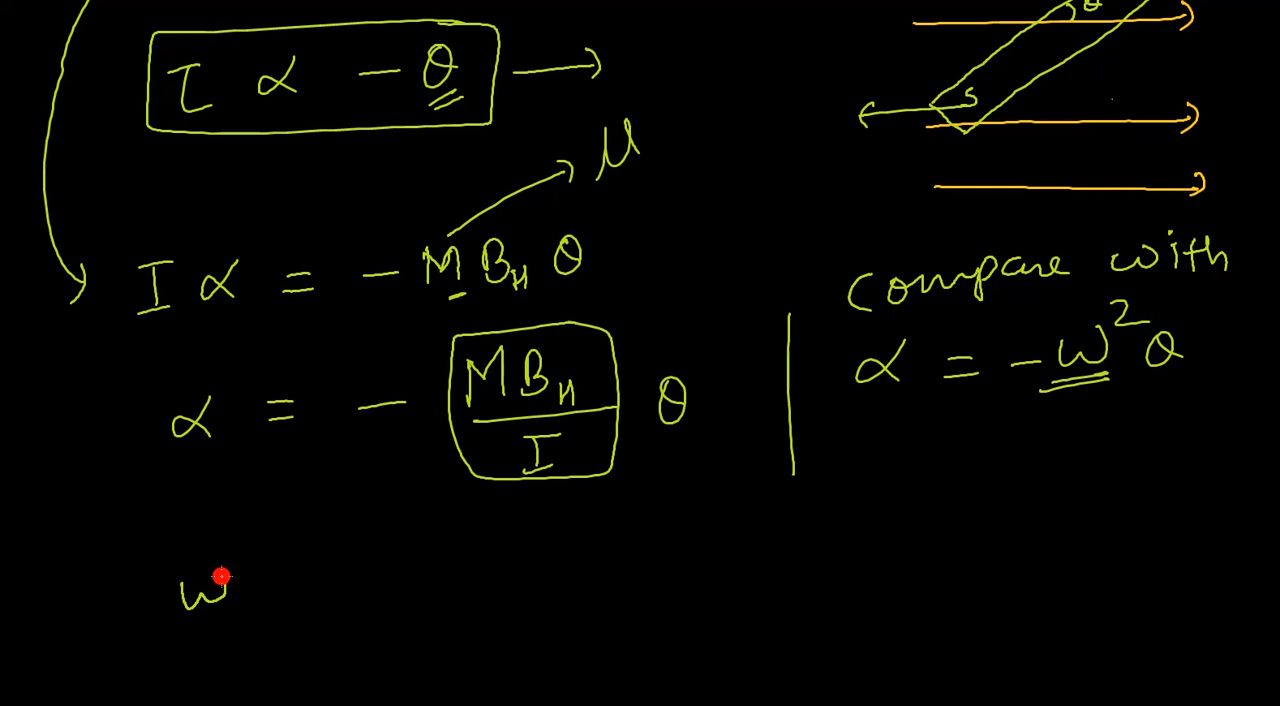 τ α - θ
θ
S
μ
I α = - M B_H θ
compare with
α = - M B_H / I θ
α = - ω² θ
ω